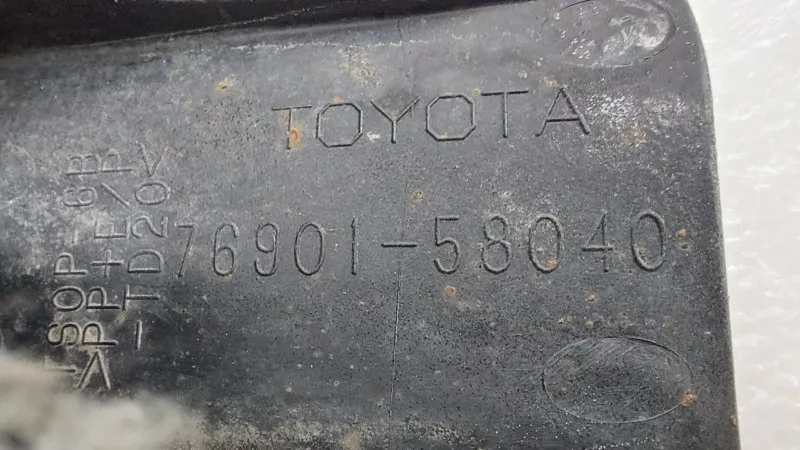 TOYOTA
76901-58040
TSOP-6B
>PP+E/P
-TD20<